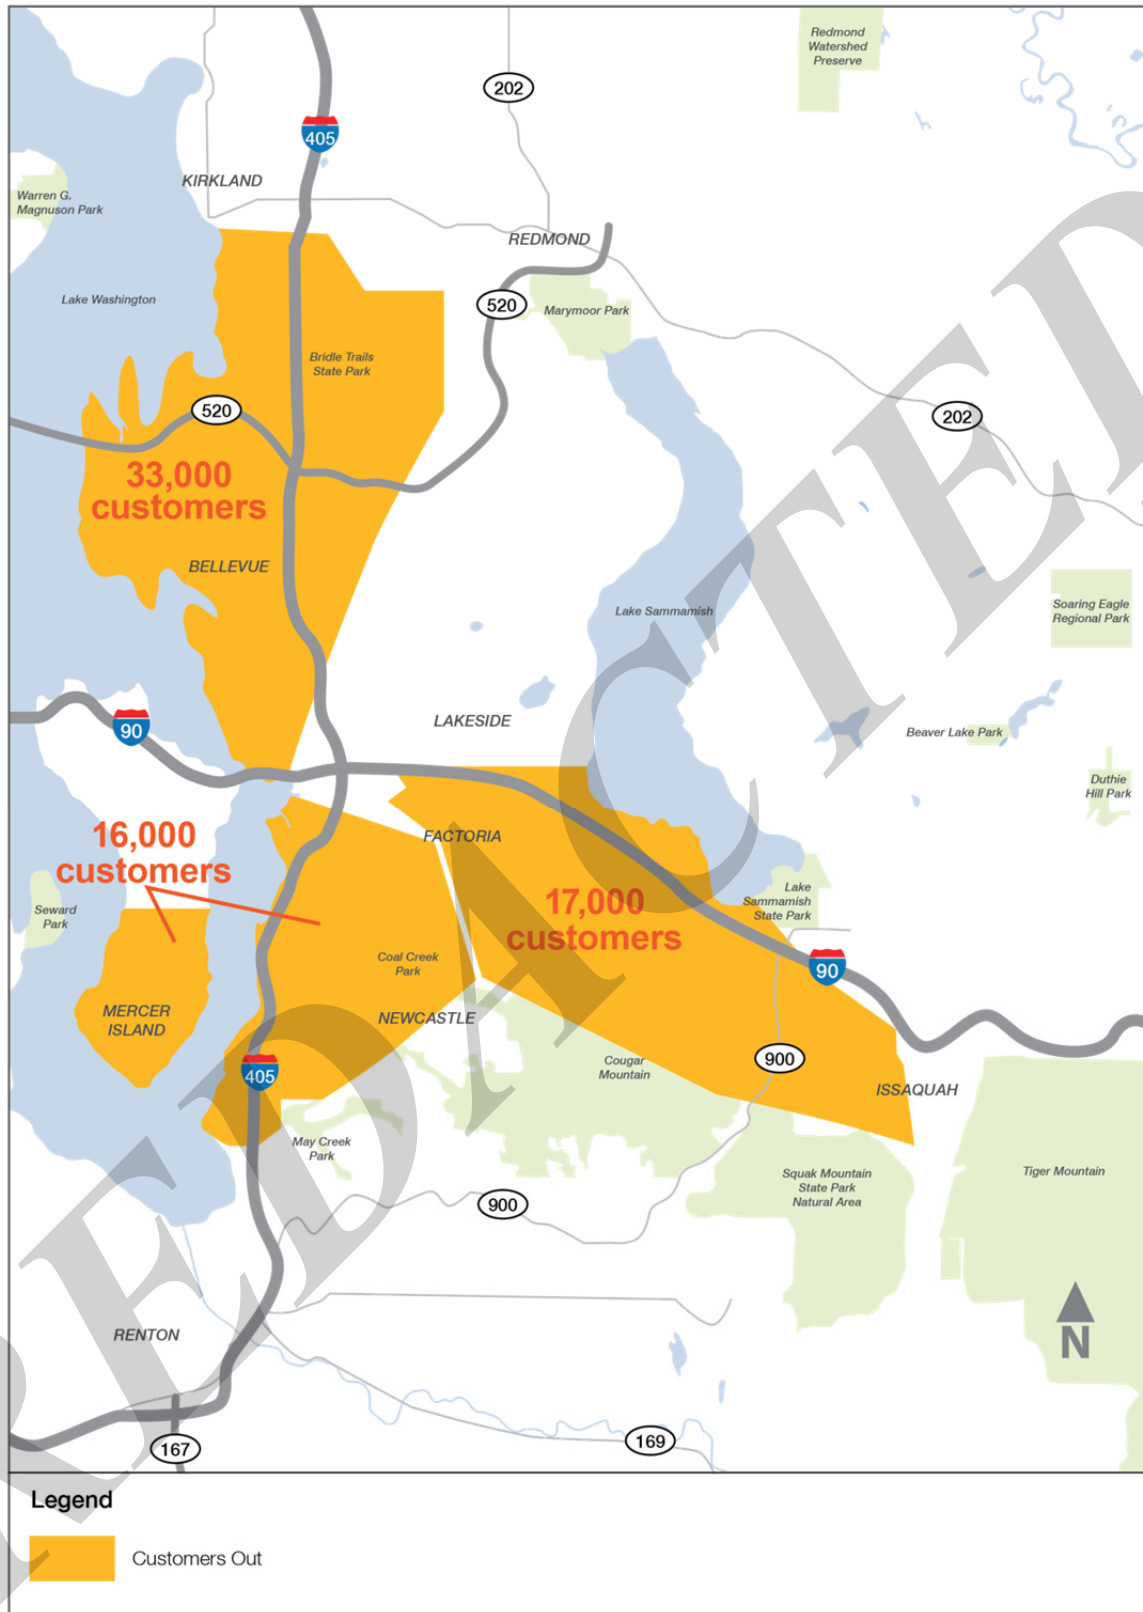 Redmond
Watershed
Preserve
202
405
KIRKLAND
Warren G.
Magnuson Park
REDMOND
Lake Washington
520
Marymoor Park
Bridle Trails
State Park
520
202
33,000
customers
BELLEVUE
Lake Sammamish
Soaring Eagle
Regional Park
90
LAKESIDE
Beaver Lake Park
Duthie
Hill Park
16,000
customers
FACTORIA
Seward
Park
17,000
customers
Lake
Sammamish
State Park
Coal Creek
Park
90
MERCER
ISLAND
NEWCASTLE
405
Cougar
Mountain
900
ISSAQUAH
May Creek
Park
Squak Mountain
State Park
Natural Area
Tiger Mountain
900
RENTON
N
167
169
Legend
Customers Out
REDACTED